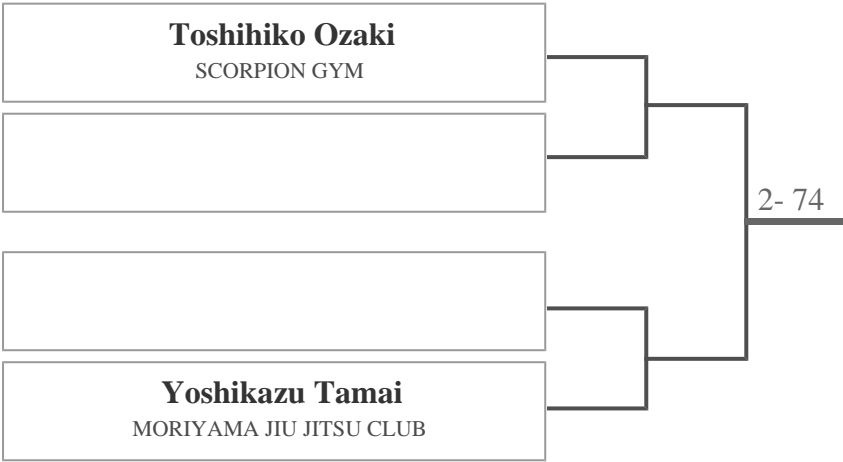 Toshihiko Ozaki
SCORPION GYM
2- 74
Yoshikazu Tamai
MORIYAMA JIU JITSU CLUB